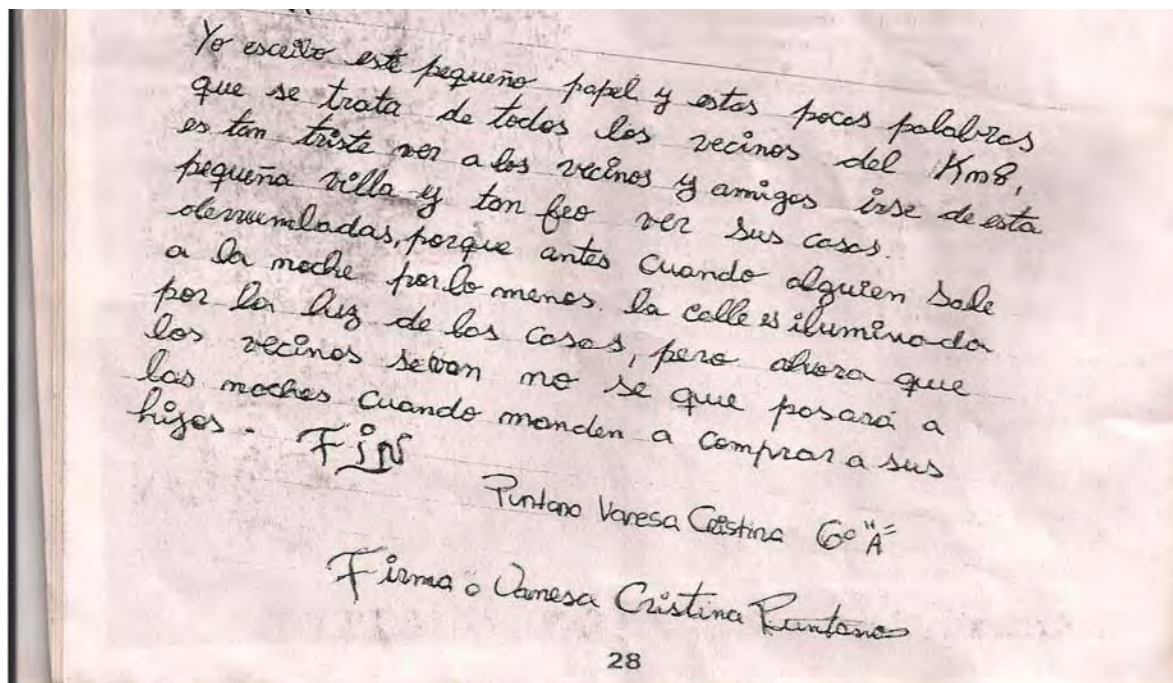 Yo escribo este pequeño papel y estas pocas palabras
que se trata de todos los vecinos del Km8,
es tan triste ver a los vecinos y amigos irse de esta
pequeña villa y tan feo ver sus casas.
derrumbadas, porque antes cuando alguien sale
a la noche por lo menos. la calle es iluminada
por la luz de las casas, pero ahora que
los vecinos sevan no se que pasará a
las noches cuando manden a comprar a sus
hijos - FiN
Puntano Vanesa Cristina 6º "A"
Firma: Vanesa Cristina Puntano
28